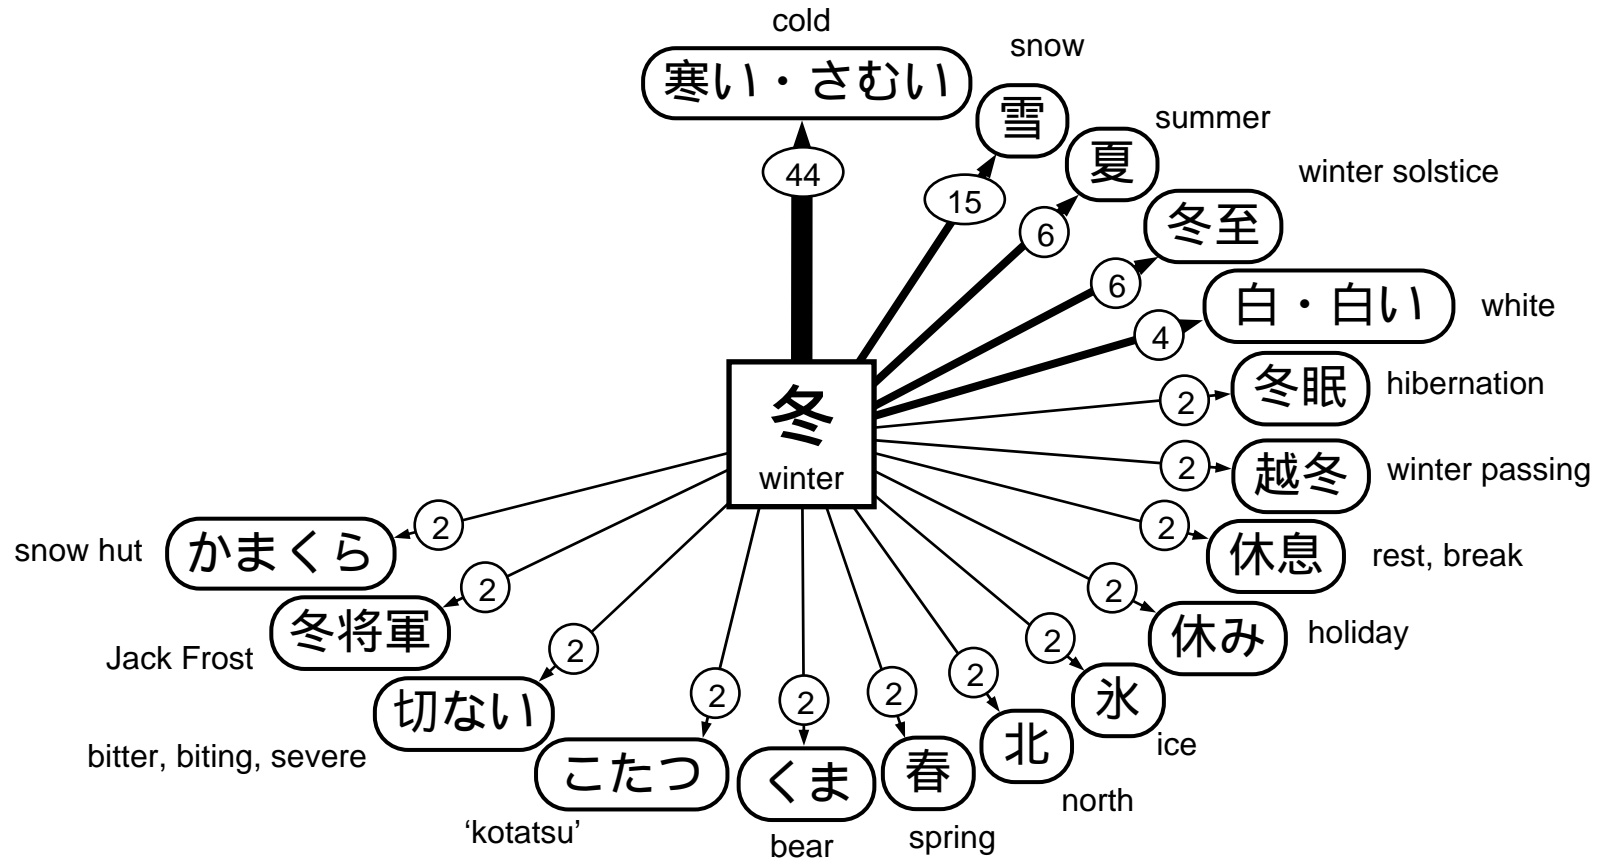 cold
寒い・さむい
44
snow
雪
15
summer
夏
6
winter solstice
冬至
6
白・白い
white
4
冬眠
hibernation
2
越冬
winter passing
2
休息
rest, break
2
休み
holiday
2
氷
ice
2
北
north
2
春
spring
2
くま
bear
2
こたつ
‘kotatsu’
2
切ない
bitter, biting, severe
2
冬将軍
Jack Frost
2
かまくら
snow hut
2
冬
winter